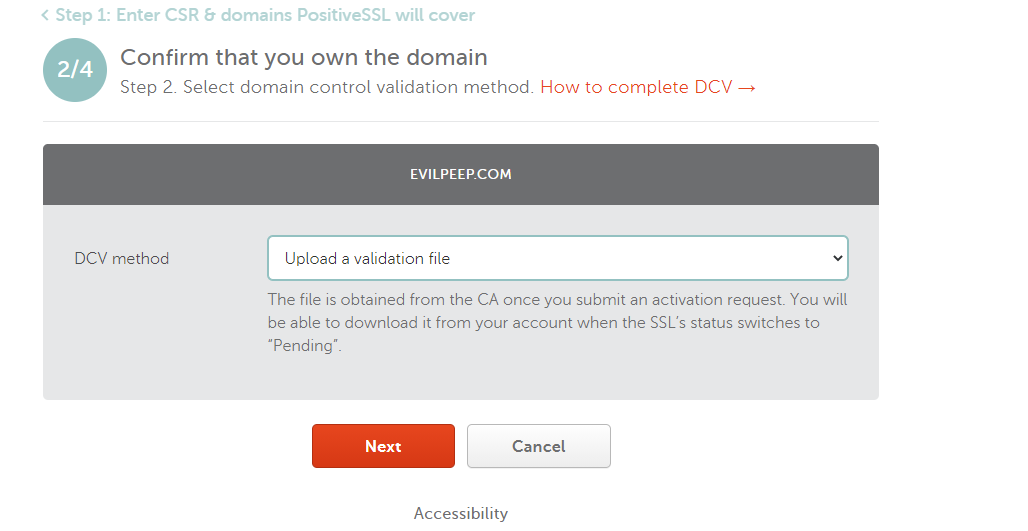 < Step 1: Enter CSR & domains PositiveSSL will cover
2/4
Confirm that you own the domain
Step 2. Select domain control validation method. How to complete DCV →
EVILPEEP.COM
DCV method
Upload a validation file
The file is obtained from the CA once you submit an activation request. You will
be able to download it from your account when the SSL's status switches to
"Pending".
Next
Cancel
Accessibility